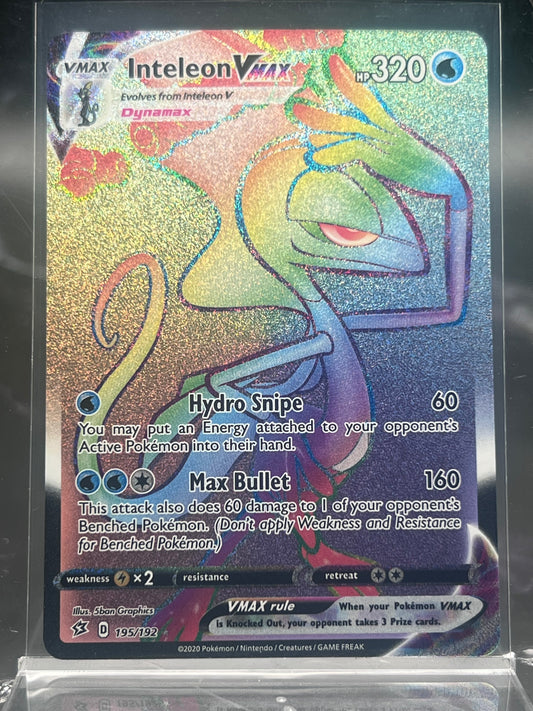 VMAX Inteleon VMAX HP 320
Evolves from Inteleon V
Dynamax
Hydro Snipe 60
You may put an Energy attached to your opponent's
Active Pokémon into their hand.
Max Bullet 160
This attack also does 60 damage to 1 of your opponent's
Benched Pokémon. (Don't apply Weakness and Resistance
for Benched Pokémon.)
weakness ×2 resistance retreat
Illus. 5ban Graphics
D 195/192
VMAX rule When your Pokémon VMAX
is Knocked Out, your opponent takes 3 Prize cards.
©2020 Pokémon / Nintendo / Creatures / GAME FREAK